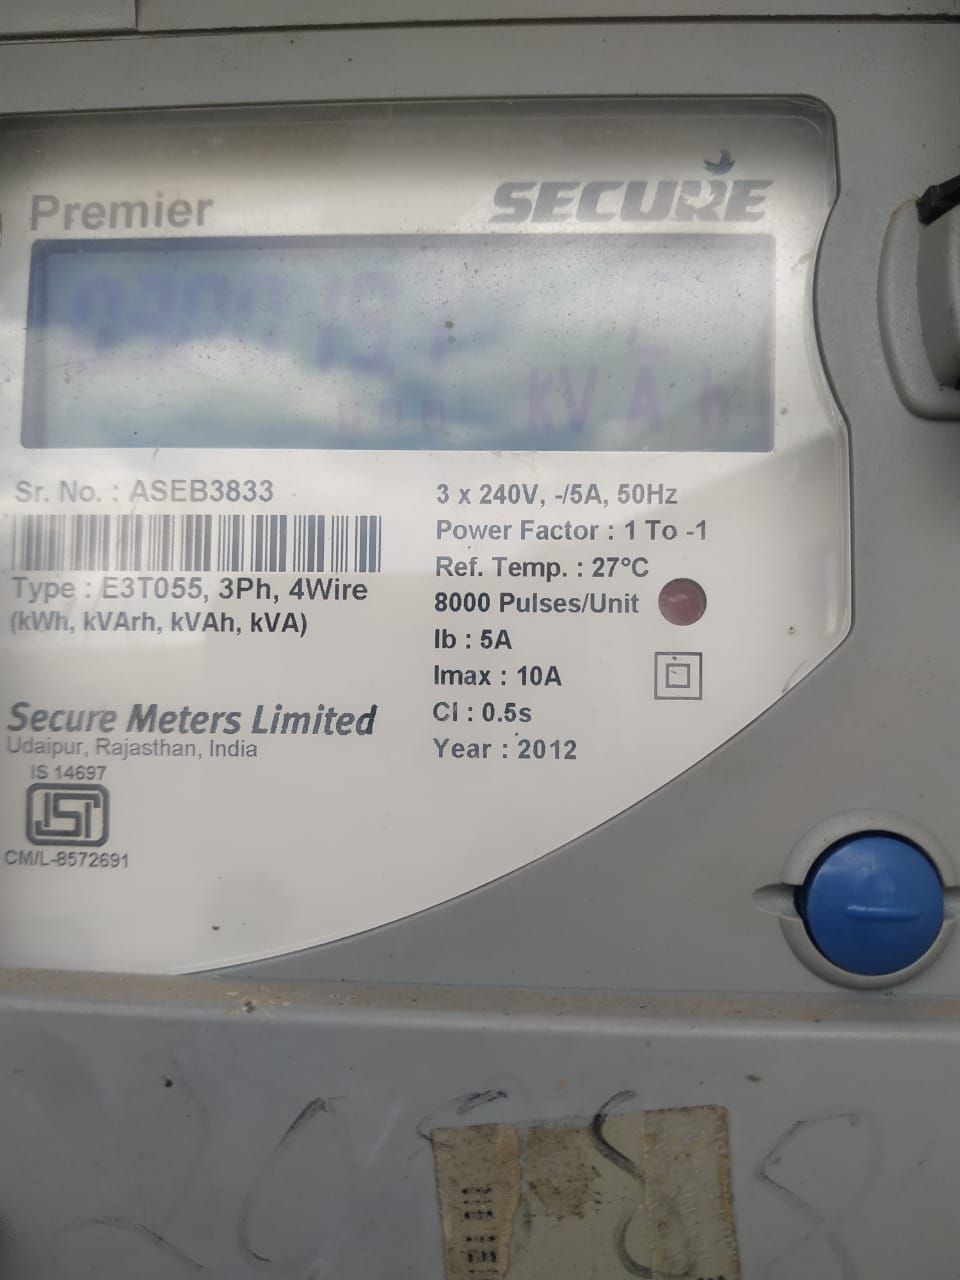 Premier
SECURE
kVAh
Sr. No. : ASEB3833
Type : E3T055, 3Ph, 4Wire
(kWh, kVArh, kVAh, kVA)
Secure Meters Limited
Udaipur, Rajasthan, India
IS 14697
ISI
CM/L-8572691
3 x 240V, -/5A, 50Hz
Power Factor : 1 To -1
Ref. Temp. : 27°C
8000 Pulses/Unit
Ib : 5A
Imax : 10A
Cl : 0.5s
Year : 2012